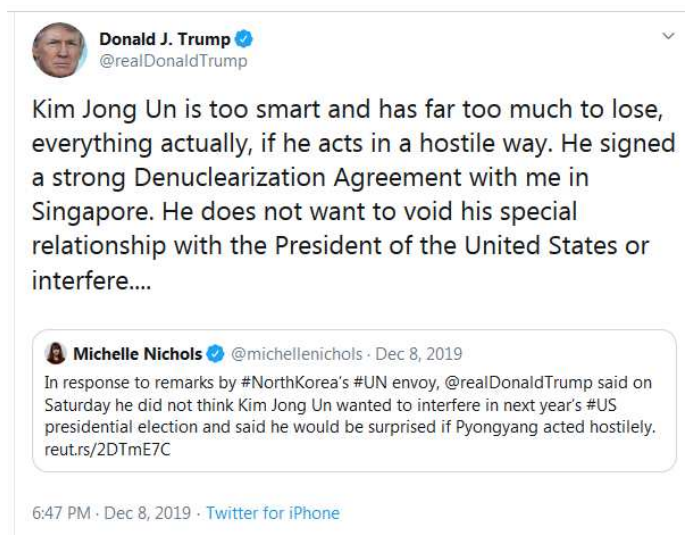 Donald J. Trump
@realDonaldTrump
Kim Jong Un is too smart and has far too much to lose,
everything actually, if he acts in a hostile way. He signed
a strong Denuclearization Agreement with me in
Singapore. He does not want to void his special
relationship with the President of the United States or
interfere....
Michelle Nichols @michellenichols · Dec 8, 2019
In response to remarks by #NorthKorea's #UN envoy, @realDonaldTrump said on
Saturday he did not think Kim Jong Un wanted to interfere in next year's #US
presidential election and said he would be surprised if Pyongyang acted hostilely.
reut.rs/2DTmE7C
6:47 PM · Dec 8, 2019 · Twitter for iPhone